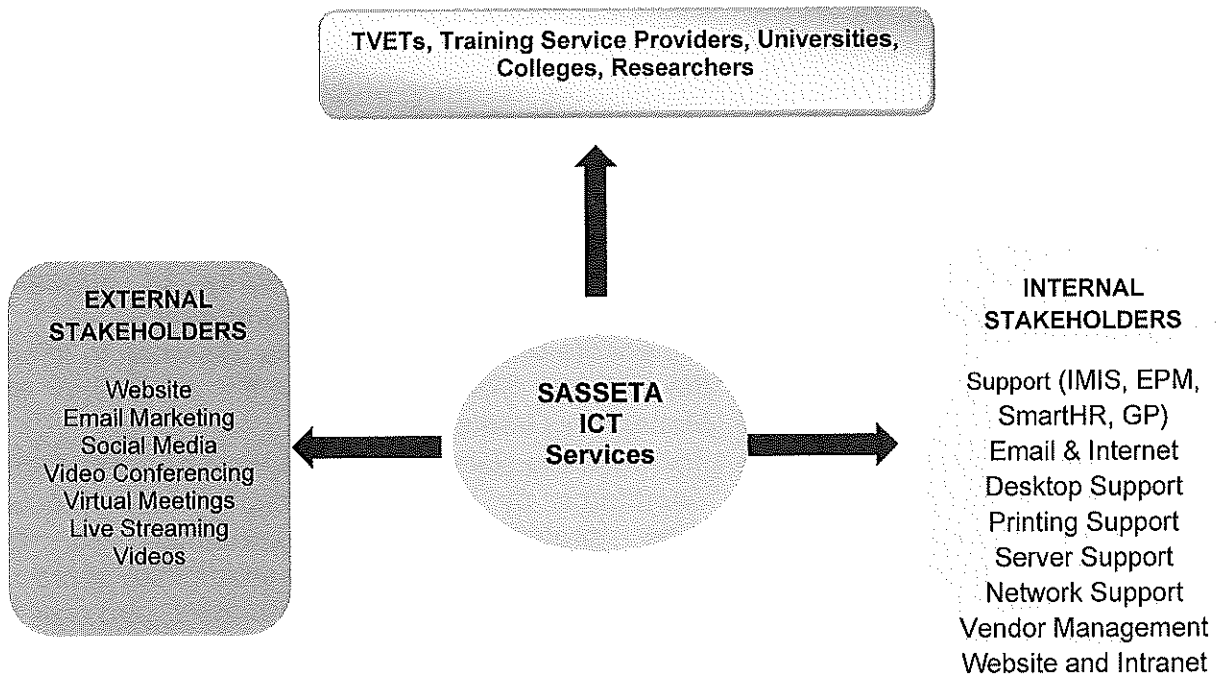 TVETs, Training Service Providers, Universities,
Colleges, Researchers
EXTERNAL
STAKEHOLDERS
Website
Email Marketing
Social Media
Video Conferencing
Virtual Meetings
Live Streaming
Videos
SASSETA
ICT
Services
INTERNAL
STAKEHOLDERS
Support (IMIS, EPM,
SmartHR, GP)
Email & Internet
Desktop Support
Printing Support
Server Support
Network Support
Vendor Management
Website and Intranet